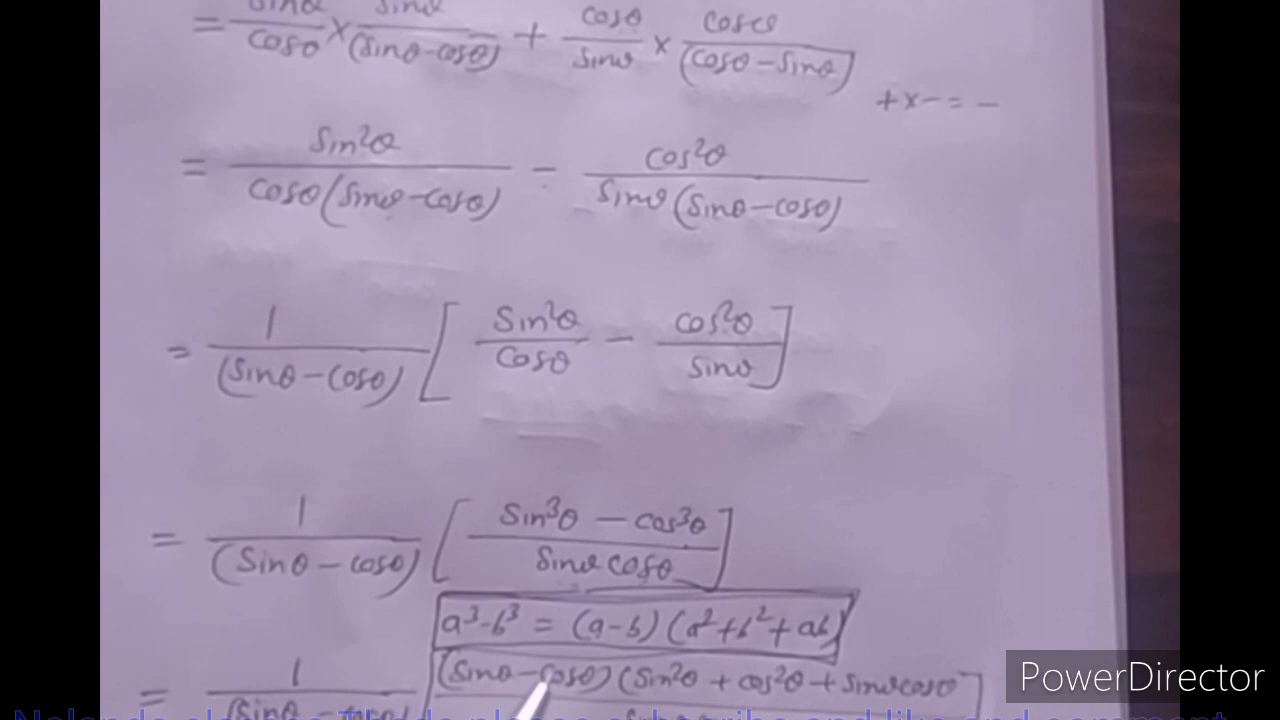 = sinθ/cosθ × sinθ/(sinθ-cosθ) + cosθ/sinθ × cosθ/(cosθ-sinθ)
+×-=-
= sin²θ/cosθ(sinθ-cosθ) - cos²θ/sinθ(sinθ-cosθ)
= 1/(sinθ-cosθ) [ sin²θ/cosθ - cos²θ/sinθ ]
= 1/(sinθ-cosθ) [ sin³θ - cos³θ/sinθ cosθ ]
a³-b³ = (a-b) (a²+b²+ab)
= 1/(sinθ-cosθ) [ (sinθ-cosθ) (sin²θ + cos²θ + sinθcosθ ]
PowerDirector